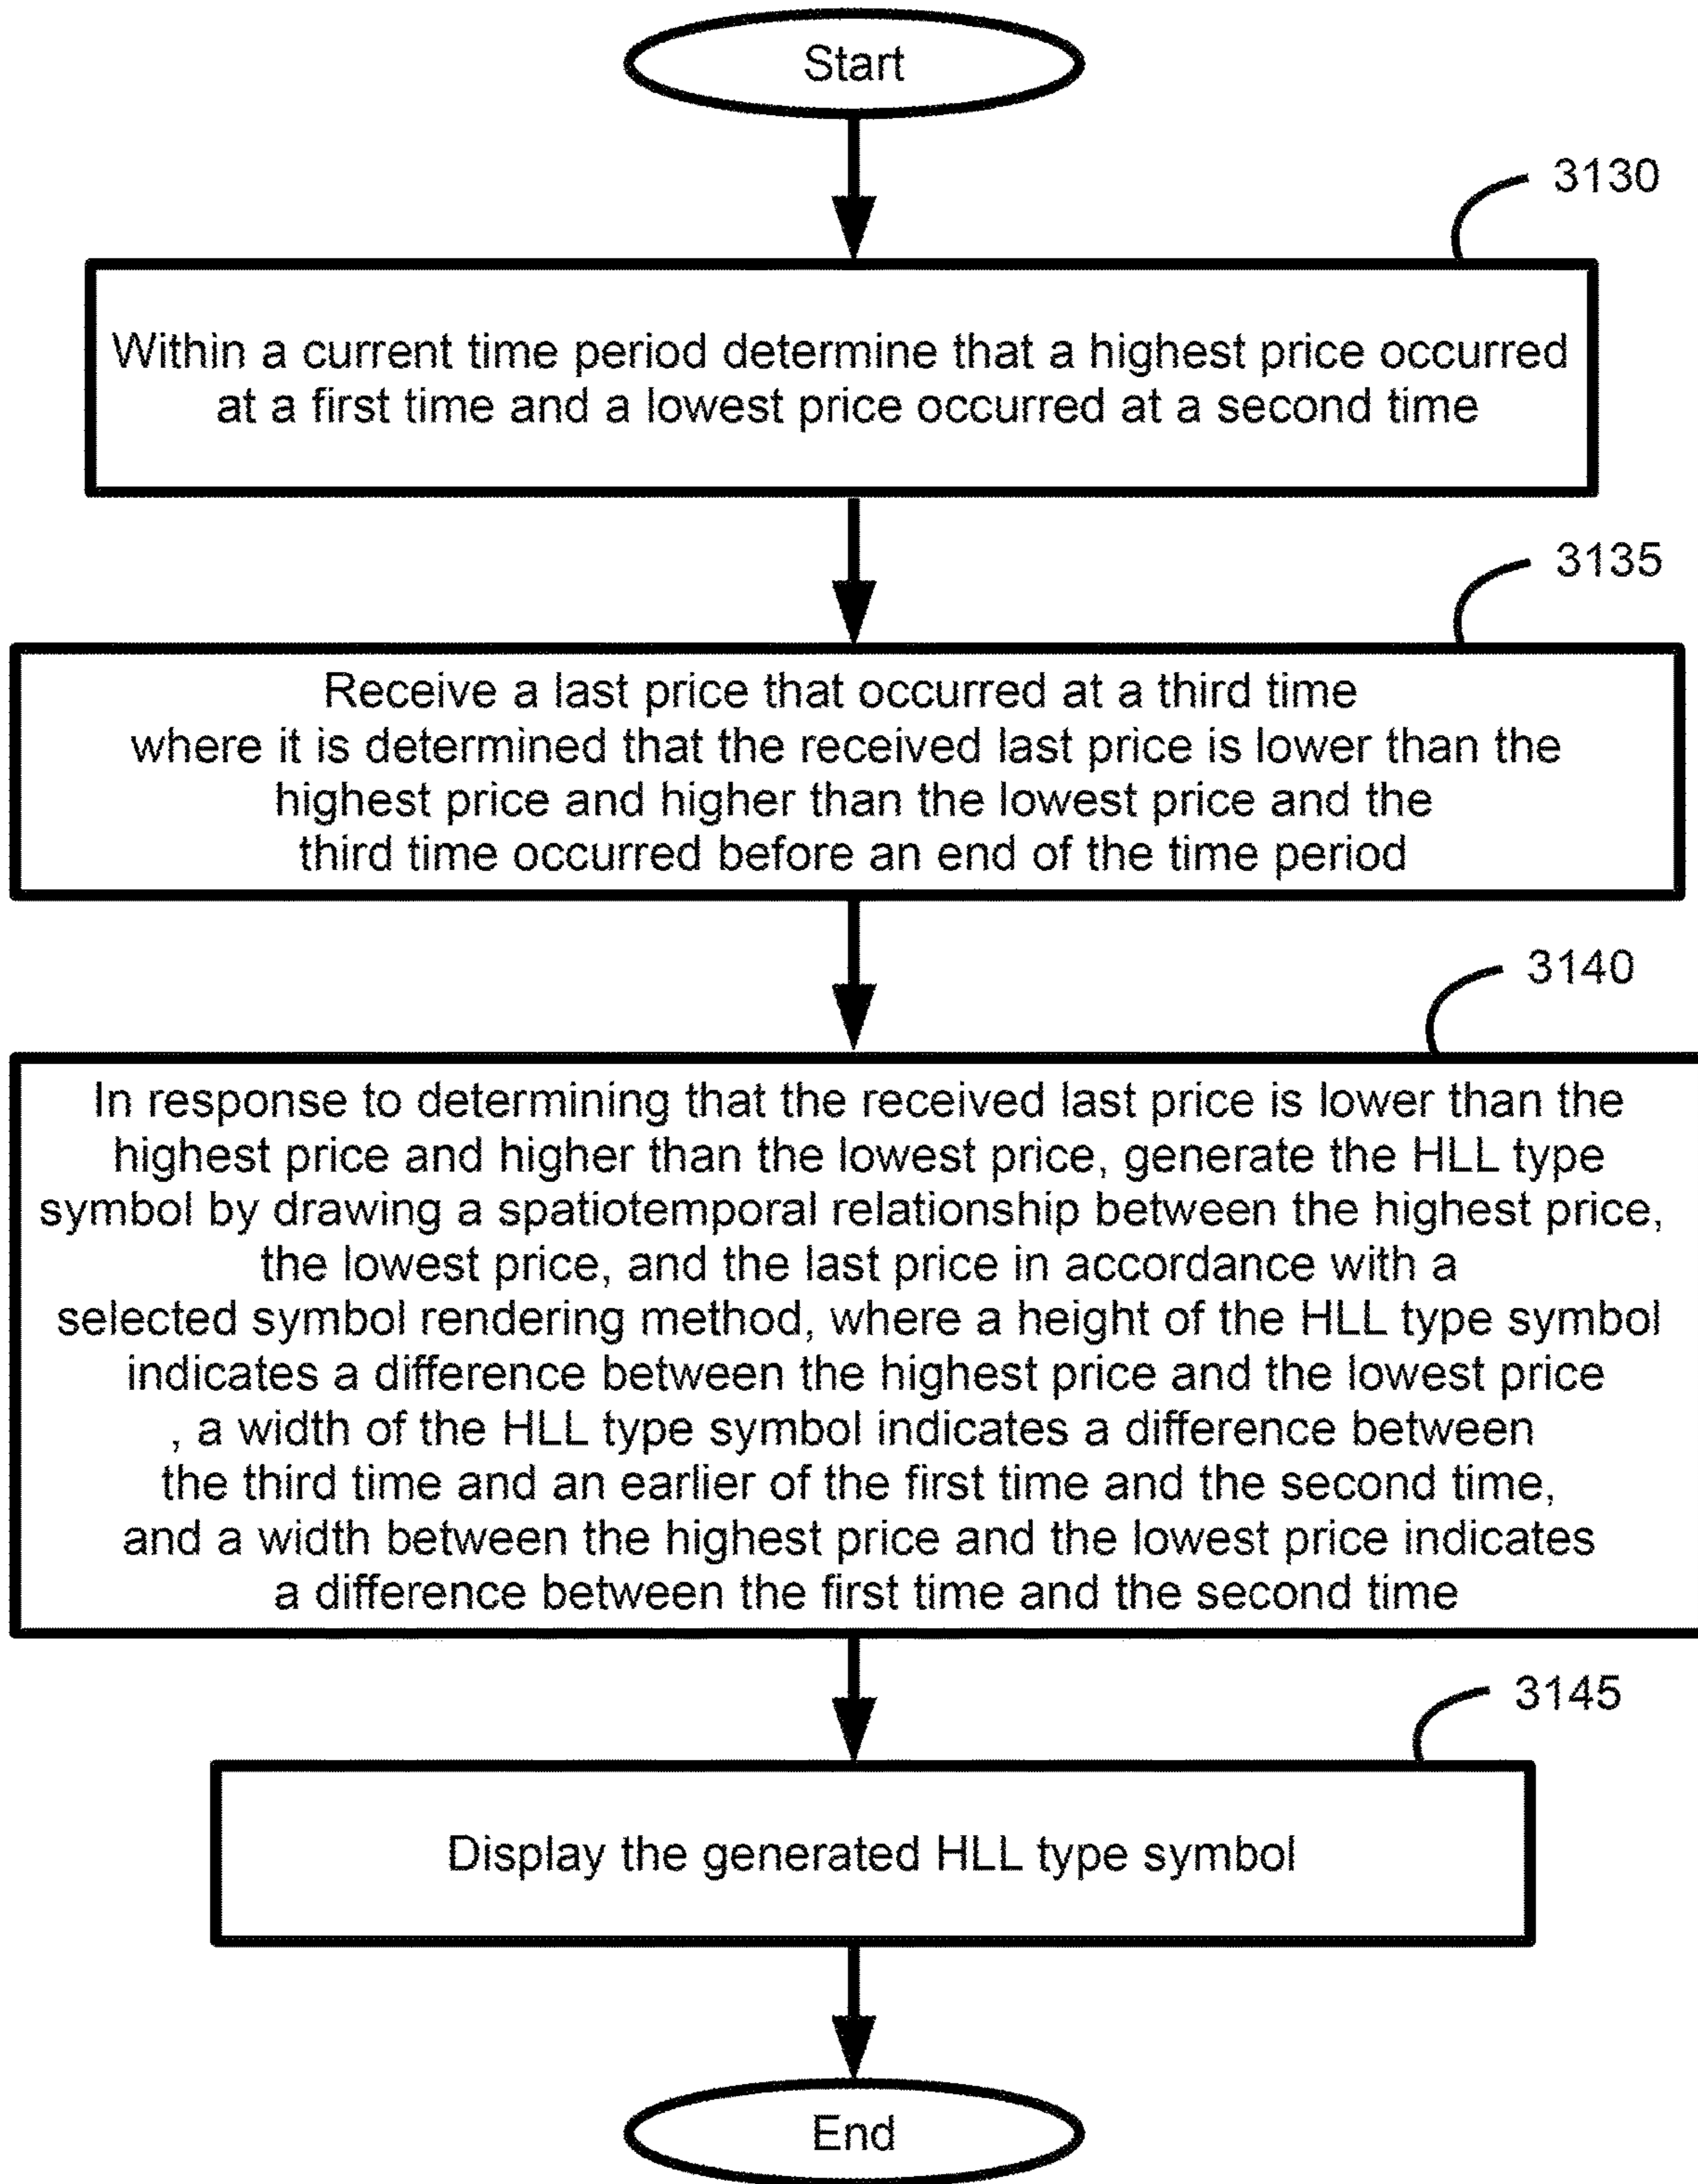 Start
3130
Within a current time period determine that a highest price occurred
at a first time and a lowest price occurred at a second time
3135
Receive a last price that occurred at a third time
where it is determined that the received last price is lower than the
highest price and higher than the lowest price and the
third time occurred before an end of the time period
3140
In response to determining that the received last price is lower than the
highest price and higher than the lowest price, generate the HLL type
symbol by drawing a spatiotemporal relationship between the highest price,
the lowest price, and the last price in accordance with a
selected symbol rendering method, where a height of the HLL type symbol
indicates a difference between the highest price and the lowest price
, a width of the HLL type symbol indicates a difference between
the third time and an earlier of the first time and the second time,
and a width between the highest price and the lowest price indicates
a difference between the first time and the second time
3145
Display the generated HLL type symbol
End